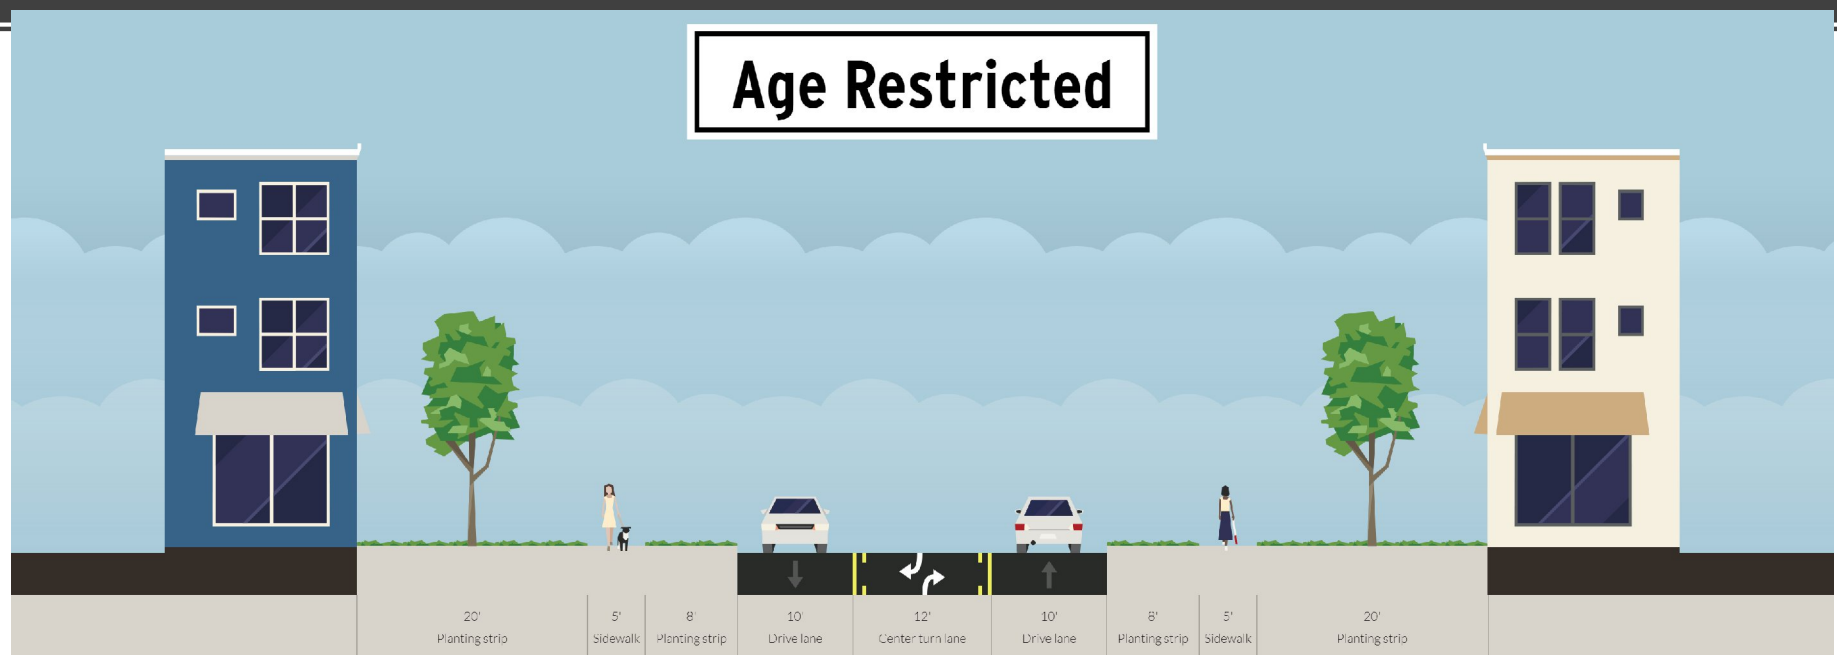 Age Restricted
20' 5' 8' 10' 12' 10' 8' 5' 20'
Planting strip Sidewalk Planting strip Drive lane Center turn lane Drive lane Planting strip Sidewalk Planting strip